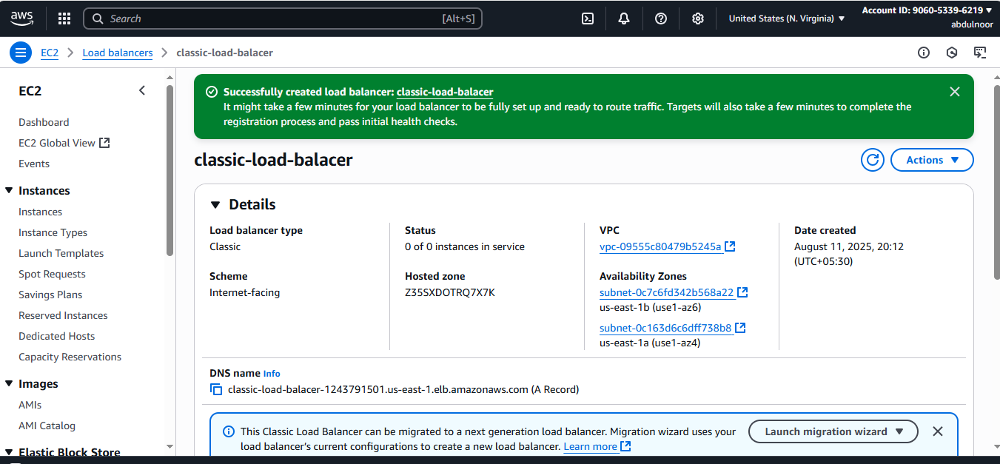 aws
Search
[Alt+S]
United States (N. Virginia)
Account ID: 9060-5339-6219
abdulnoor
EC2
Load balancers
classic-load-balacer
EC2
Dashboard
EC2 Global View
Events
Instances
Instances
Instance Types
Launch Templates
Spot Requests
Savings Plans
Reserved Instances
Dedicated Hosts
Capacity Reservations
Images
AMIs
AMI Catalog
Elastic Block Store
Successfully created load balancer: classic-load-balacer
It might take a few minutes for your load balancer to be fully set up and ready to route traffic. Targets will also take a few minutes to complete the
registration process and pass initial health checks.
classic-load-balacer
Actions
Details
Load balancer type
Classic
Scheme
Internet-facing
Status
0 of 0 instances in service
Hosted zone
Z35SXDOTRQ7X7K
VPC
vpc-09555c80479b5245a
Availability Zones
subnet-0c7c6fd342b568a22
us-east-1b (use1-az6)
subnet-0c163d6c6dff738b8
us-east-1a (use1-az4)
Date created
August 11, 2025, 20:12
(UTC+05:30)
DNS name Info
classic-load-balacer-1243791501.us-east-1.elb.amazonaws.com (A Record)
This Classic Load Balancer can be migrated to a next generation load balancer. Migration wizard uses your
load balancer's current configurations to create a new load balancer. Learn more
Launch migration wizard